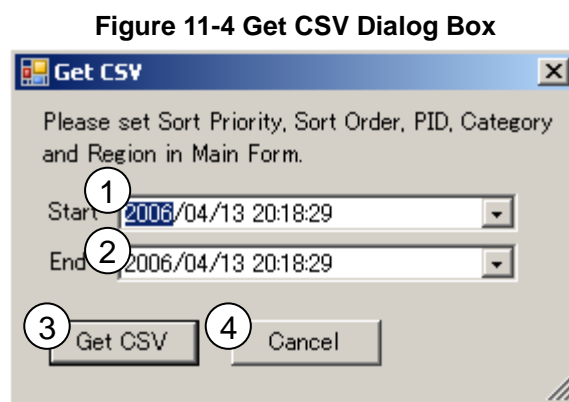 Figure 11-4 Get CSV Dialog Box
Get CSV
Please set Sort Priority, Sort Order, PID, Category
and Region in Main Form.
1
Start 2006/04/13 20:18:29
2
End 2006/04/13 20:18:29
3 4
Get CSV Cancel